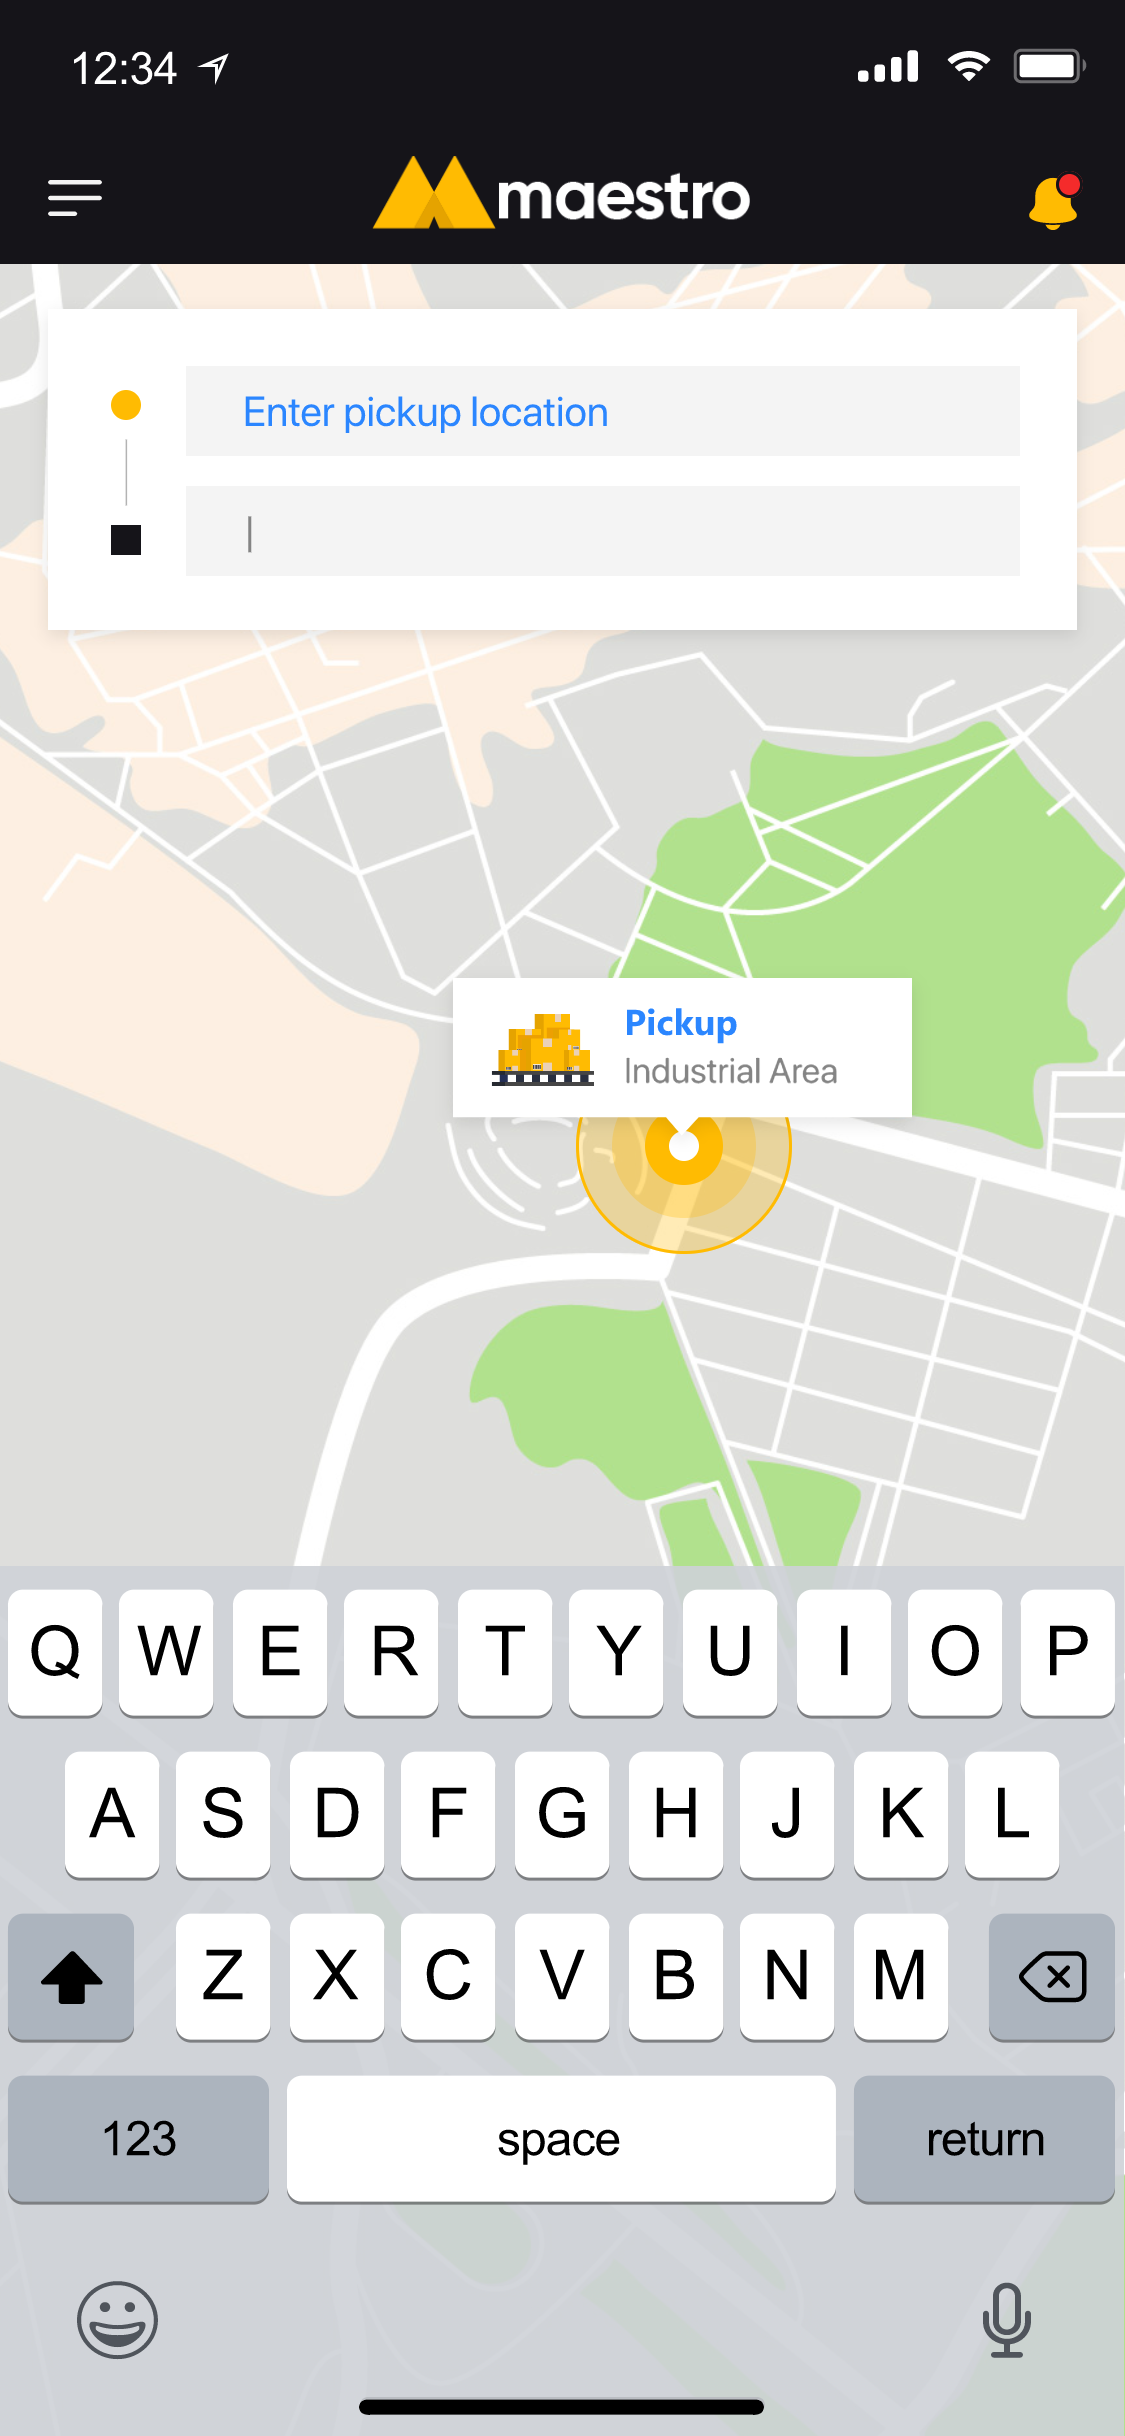 12:34
maestro
Enter pickup location
Pickup
Industrial Area
Q W E R T Y U I O P
A S D F G H J K L
Z X C V B N M
123 space return